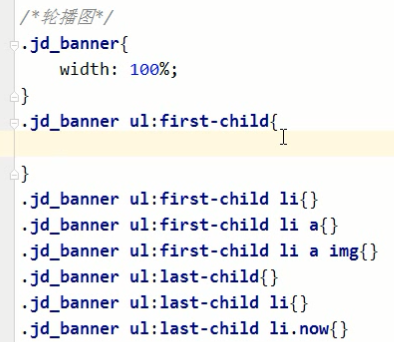 /*轮播图*/
.jd_banner{
    width: 100%;
}
.jd_banner ul:first-child{

}
.jd_banner ul:first-child li{}
.jd_banner ul:first-child li a{}
.jd_banner ul:first-child li a img{}
.jd_banner ul:last-child{}
.jd_banner ul:last-child li{}
.jd_banner ul:last-child li.now{}